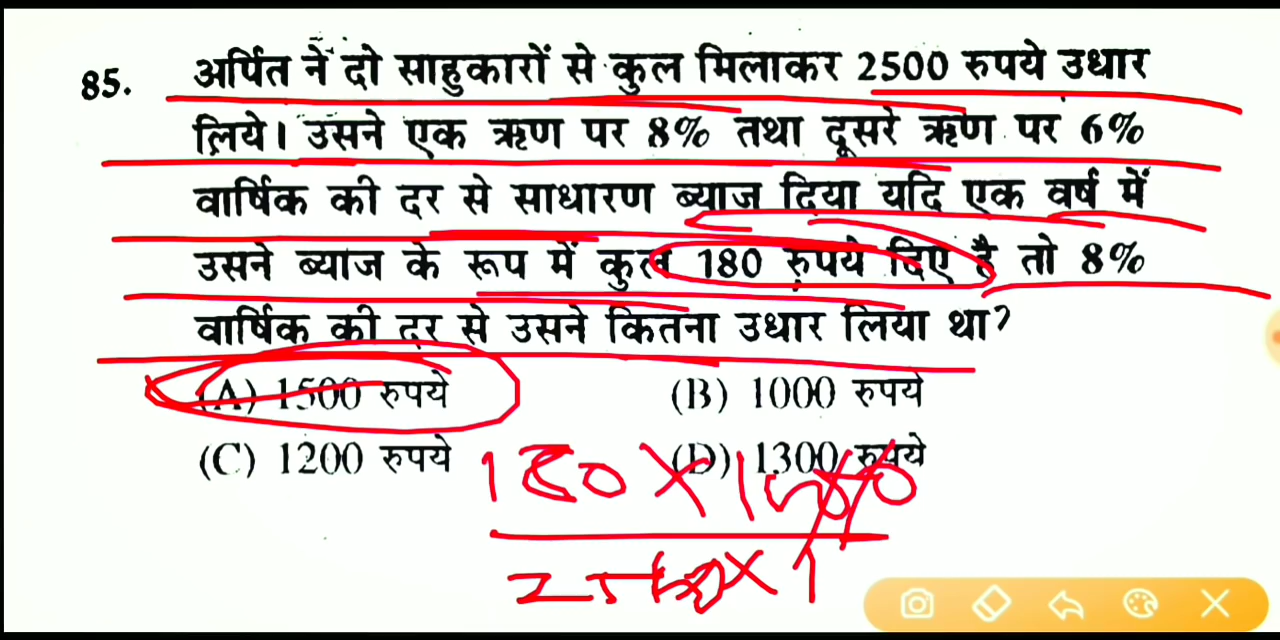 85. अर्पित ने दो साहुकारों से कुल मिलाकर 2500 रुपये उधार
लिये। उसने एक ऋण पर 8% तथा दूसरे ऋण पर 6%
वार्षिक की दर से साधारण ब्याज दिया यदि एक वर्ष में
उसने ब्याज के रूप में कुल 180 रुपये दिए है तो 8%
वार्षिक की दर से उसने कितना उधार लिया था?
(A) 1500 रुपये (B) 1000 रुपये
(C) 1200 रुपये (D) 1300 रुपये
180 ×